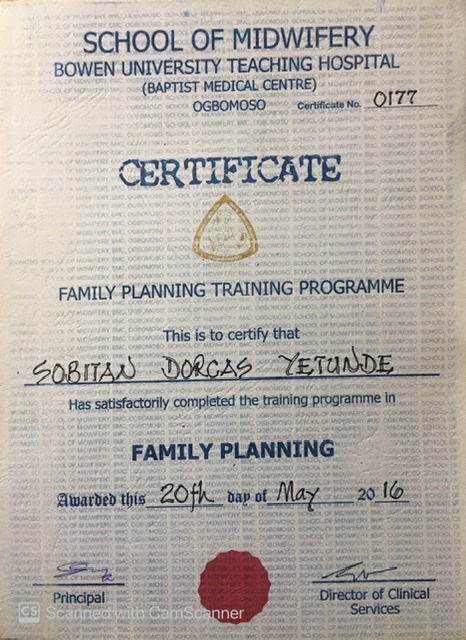 SCHOOL OF MIDWIFERY
BOWEN UNIVERSITY TEACHING HOSPITAL
(BAPTIST MEDICAL CENTRE)
OGBOMOSO Certificate No. 0177
CERTIFICATE
FAMILY PLANNING TRAINING PROGRAMME
This is to certify that
SOBITAN DORCAS YETUNDE
Has satisfactorily completed the training programme in
FAMILY PLANNING
Awarded this 20th day of May 2016
Principal
Director of Clinical
Services
CS Scanned with CamScanner